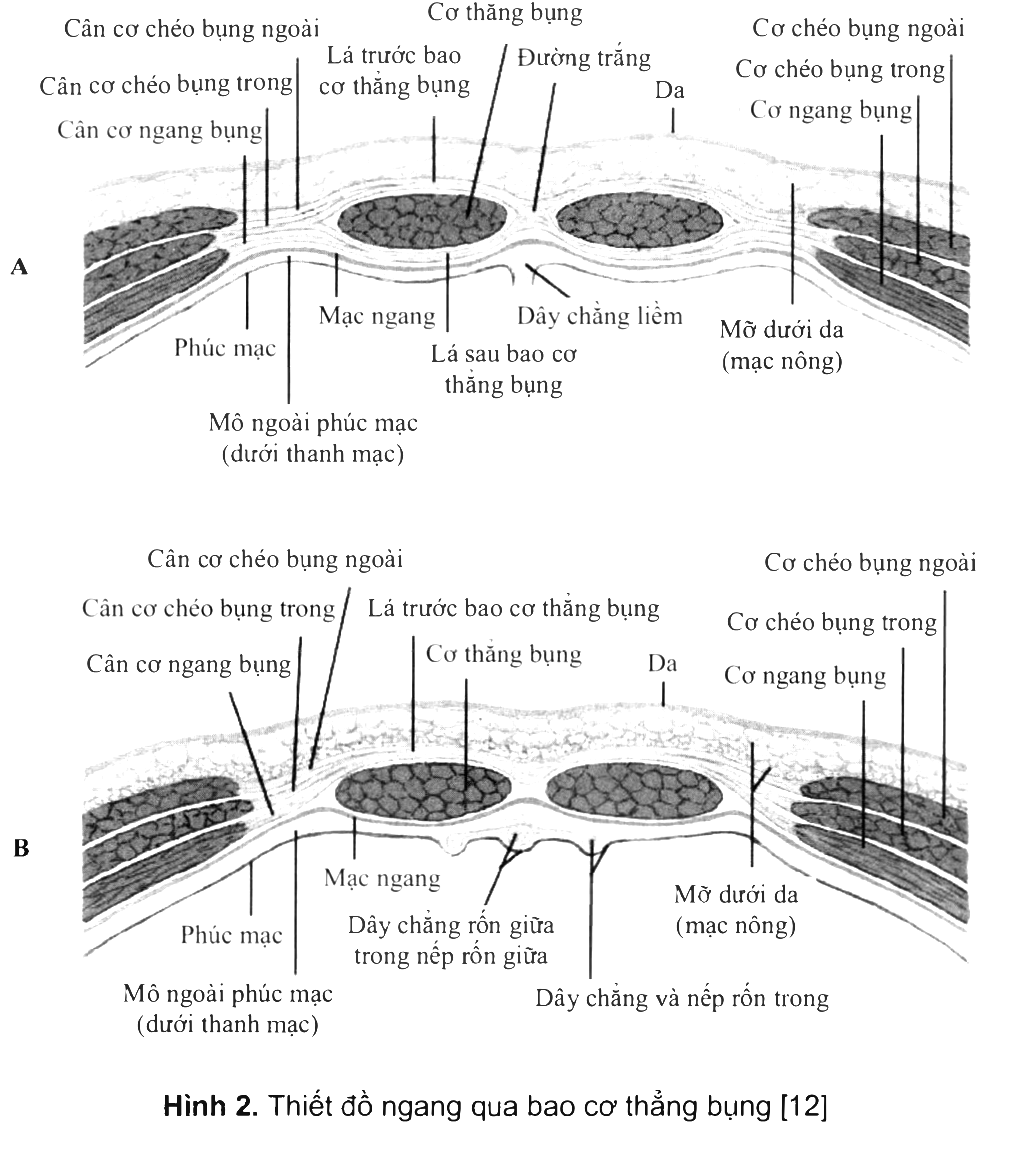 Cơ thẳng bụng
Cân cơ chéo bụng ngoài
Lá trước bao
cơ thẳng bụng
Đường trắng
Cơ chéo bụng ngoài
Cân cơ chéo bụng trong
Da
Cơ chéo bụng trong
Cân cơ ngang bụng
Cơ ngang bụng
A
Mạc ngang
Dây chằng liềm
Phúc mạc
Lá sau bao cơ
thẳng bụng
Mỡ dưới da
(mạc nông)
Mô ngoài phúc mạc
(dưới thanh mạc)
Cân cơ chéo bụng ngoài
Cơ chéo bụng ngoài
Cân cơ chéo bụng trong
Lá trước bao cơ thẳng bụng
Cơ chéo bụng trong
Cân cơ ngang bụng
Cơ thẳng bụng
Da
Cơ ngang bụng
B
Mạc ngang
Mỡ dưới da
(mạc nông)
Phúc mạc
Dây chằng rốn giữa
trong nếp rốn giữa
Mô ngoài phúc mạc
(dưới thanh mạc)
Dây chằng và nếp rốn trong
Hình 2. Thiết đồ ngang qua bao cơ thẳng bụng [12]